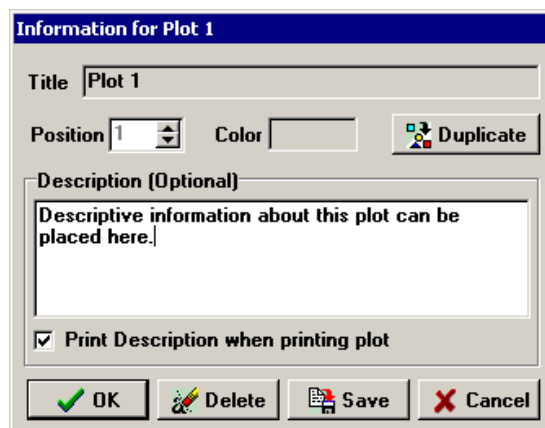 Information for Plot 1
Title Plot 1
Position 1 Color Duplicate
Description (Optional)
Descriptive information about this plot can be
placed here.
Print Description when printing plot
OK Delete Save Cancel